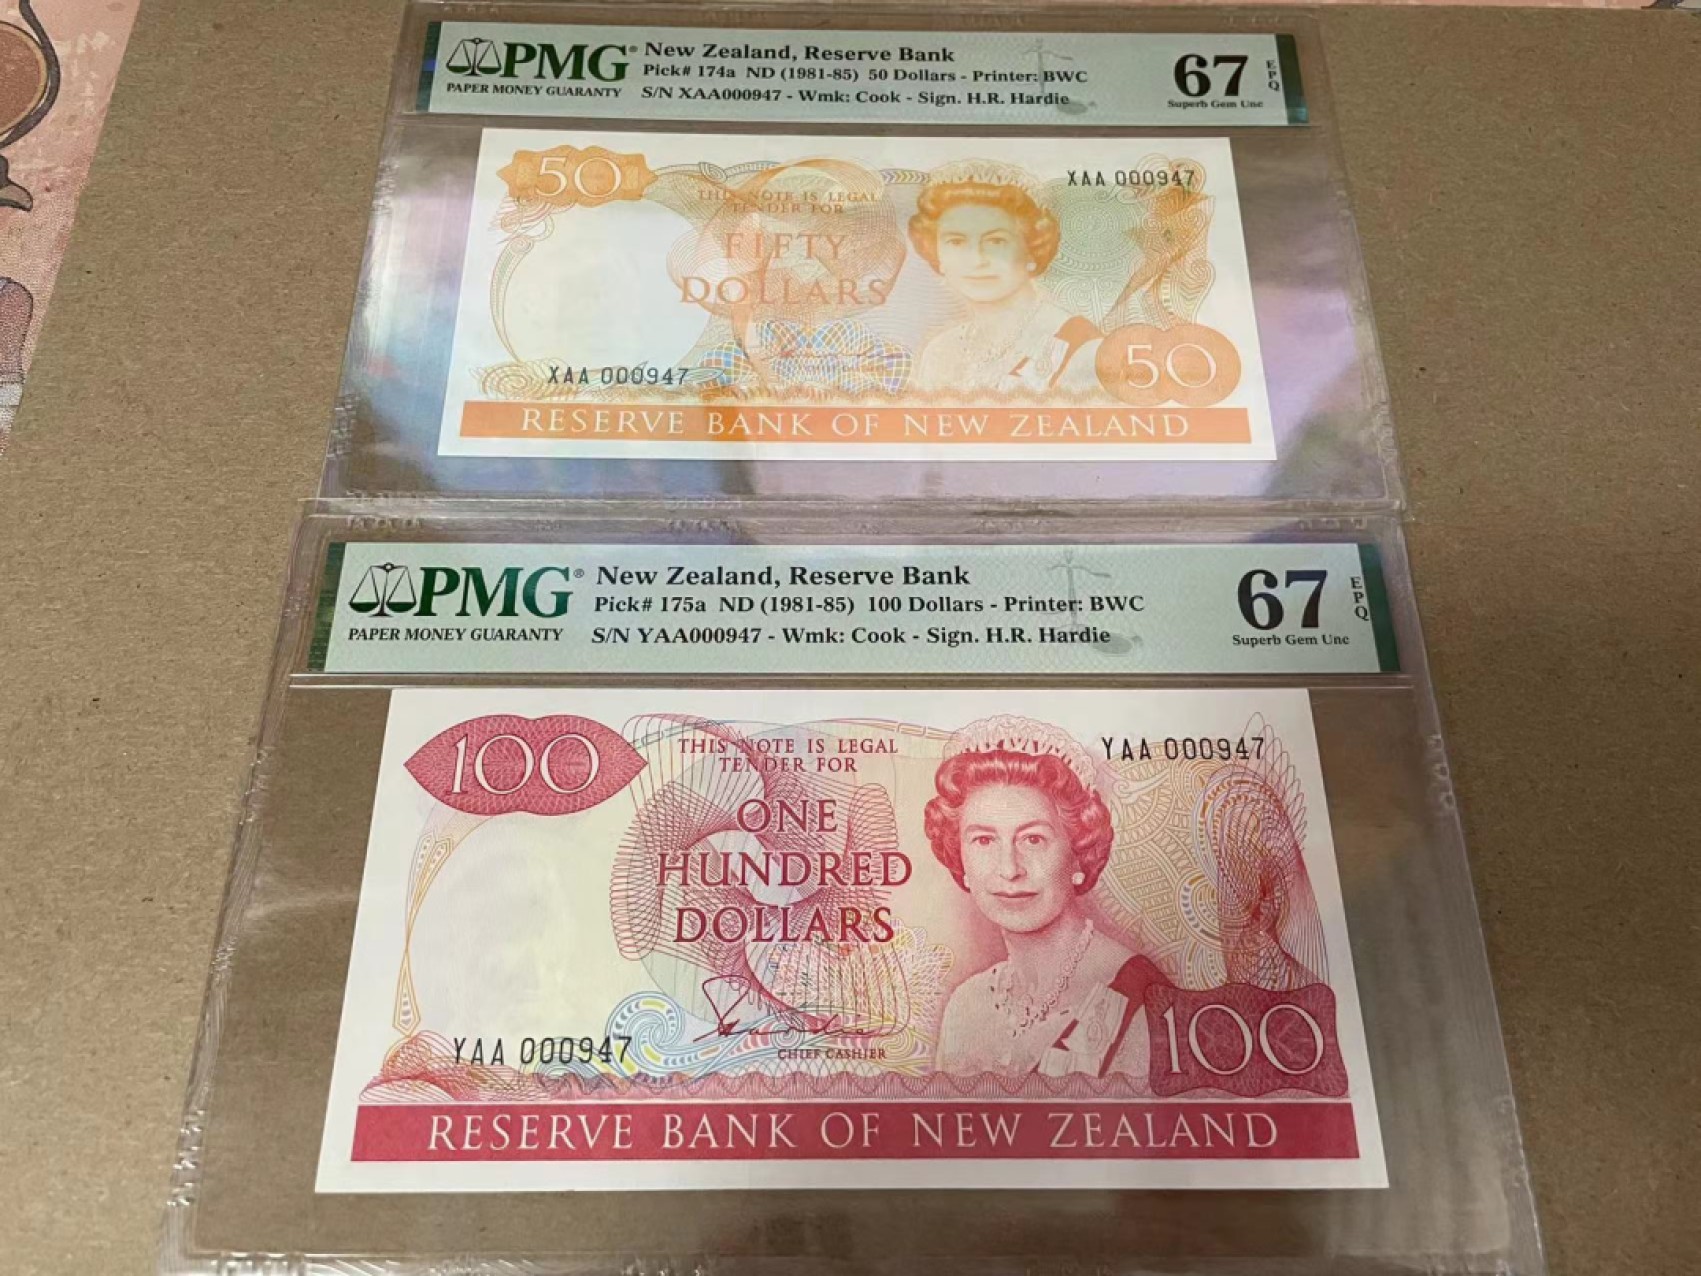 PMG®
PAPER MONEY GUARANTY
New Zealand, Reserve Bank
Pick# 174a ND (1981-85) 50 Dollars - Printer: BWC
S/N XAA000947 - Wmk: Cook - Sign. H.R. Hardie
67
EPQ
Superb Gem Unc
50
THIS NOTE IS LEGAL
TENDER FOR
XAA 000947
FIFTY
DOLLARS
50
XAA 000947
RESERVE BANK OF NEW ZEALAND
PMG®
PAPER MONEY GUARANTY
New Zealand, Reserve Bank
Pick# 175a ND (1981-85) 100 Dollars - Printer: BWC
S/N YAA000947 - Wmk: Cook - Sign. H.R. Hardie
67
EPQ
Superb Gem Unc
100
THIS NOTE IS LEGAL
TENDER FOR
YAA 000947
ONE
HUNDRED
DOLLARS
Hardie
CHIEF CASHIER
YAA 000947
100
RESERVE BANK OF NEW ZEALAND